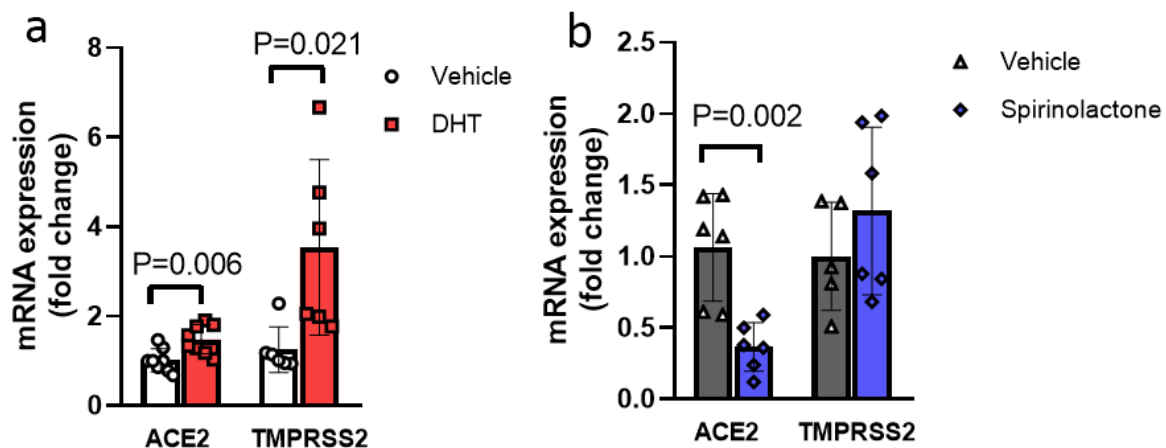 a
mRNA expression
(fold change)
8
6
4
2
0
P=0.006
P=0.021
Vehicle
DHT
ACE2
TMPRSS2
b
mRNA expression
(fold change)
2.5
2.0
1.5
1.0
0.5
0.0
P=0.002
Vehicle
Spirinolactone
ACE2
TMPRSS2